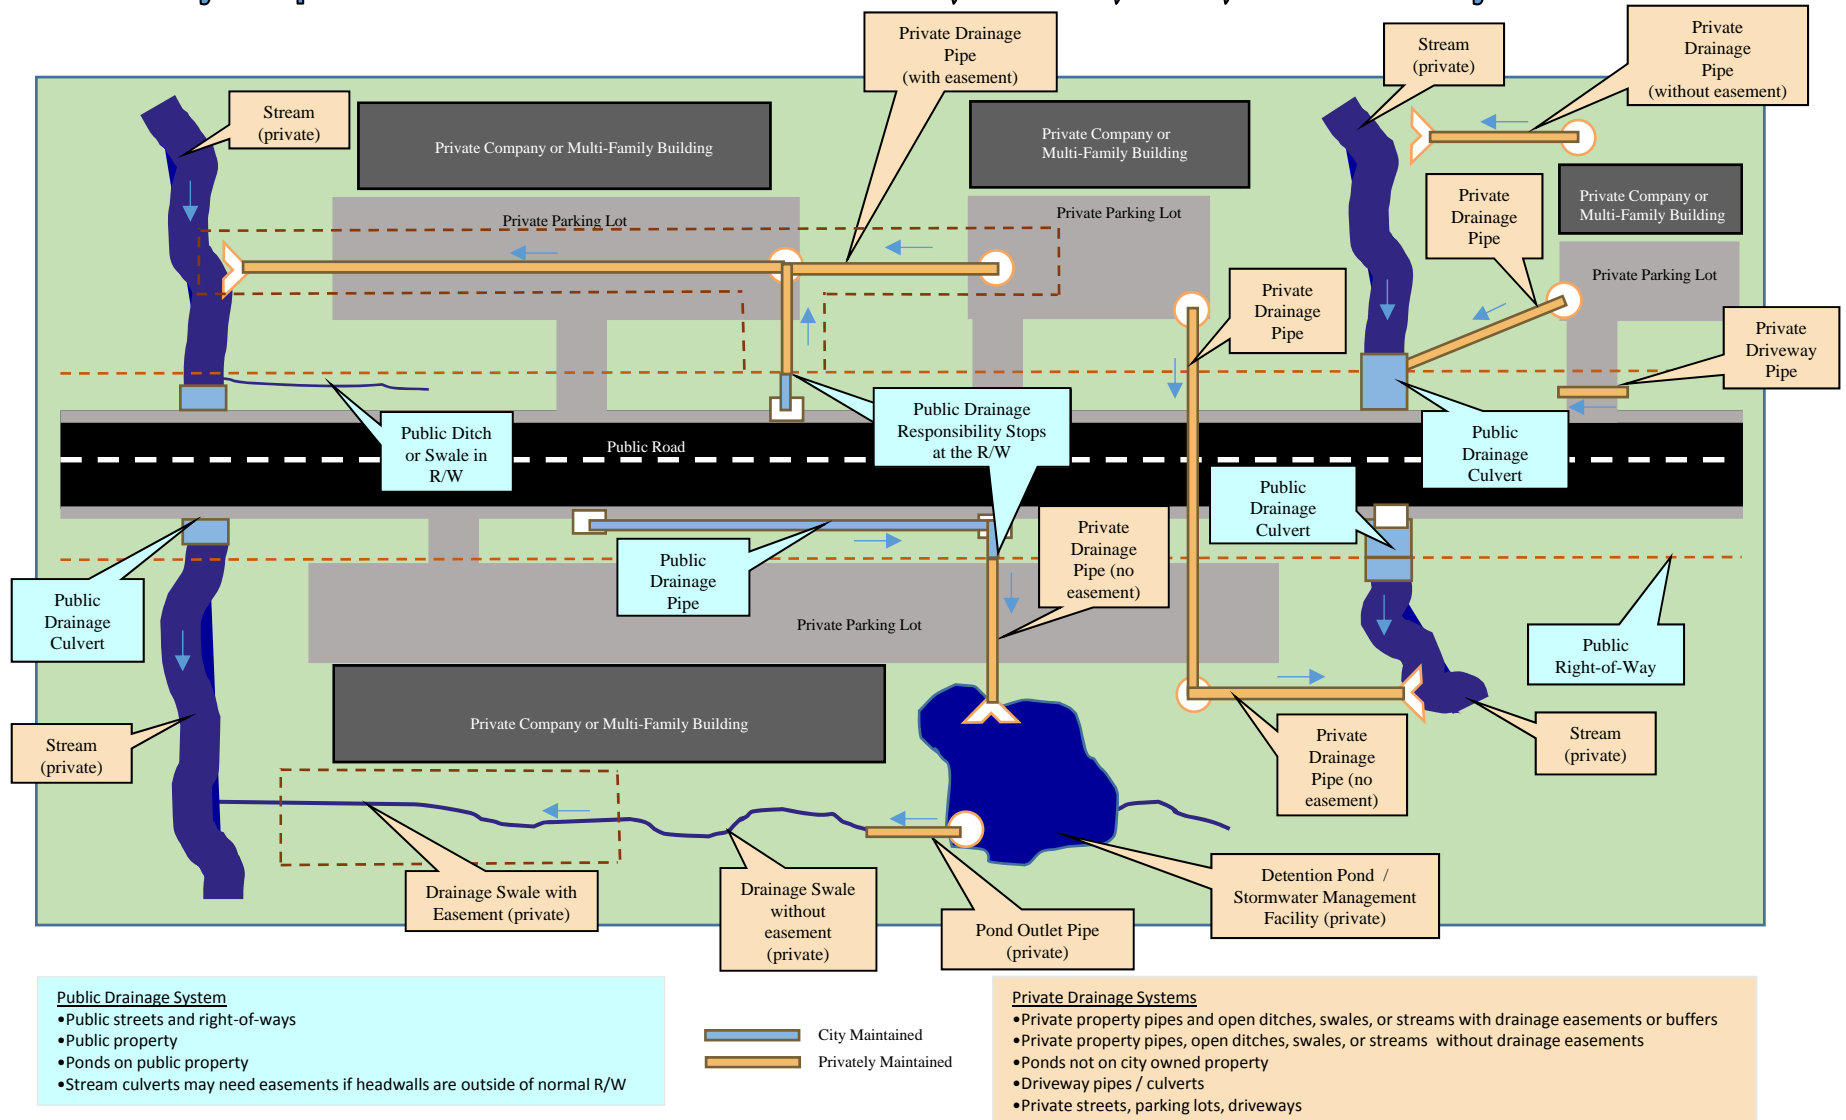 Private Drainage
Pipe
(with easement)
Stream
(private)
Private
Drainage
Pipe
(without easement)
Stream
(private)
Private Company or Multi-Family Building
Private Company or
Multi-Family Building
Private Company or
Multi-Family Building
Private
Drainage
Pipe
Private Parking Lot
Private Parking Lot
Private Parking Lot
Private
Drainage
Pipe
Private
Driveway
Pipe
Public Ditch
or Swale in
R/W
Public Road
Public Drainage
Responsibility Stops
at the R/W
Public
Drainage
Culvert
Public
Drainage
Culvert
Private
Drainage
Pipe (no
easement)
Public
Drainage
Pipe
Public
Drainage
Culvert
Private Parking Lot
Public
Right-of-Way
Private Company or Multi-Family Building
Stream
(private)
Private
Drainage
Pipe (no
easement)
Stream
(private)
Drainage Swale with
Easement (private)
Drainage Swale
without
easement
(private)
Pond Outlet Pipe
(private)
Detention Pond /
Stormwater Management
Facility (private)
Public Drainage System
•Public streets and right-of-ways
•Public property
•Ponds on public property
•Stream culverts may need easements if headwalls are outside of normal R/W
City Maintained
Privately Maintained
Private Drainage Systems
•Private property pipes and open ditches, swales, or streams with drainage easements or buffers
•Private property pipes, open ditches, swales, or streams without drainage easements
•Ponds not on city owned property
•Driveway pipes / culverts
•Private streets, parking lots, driveways